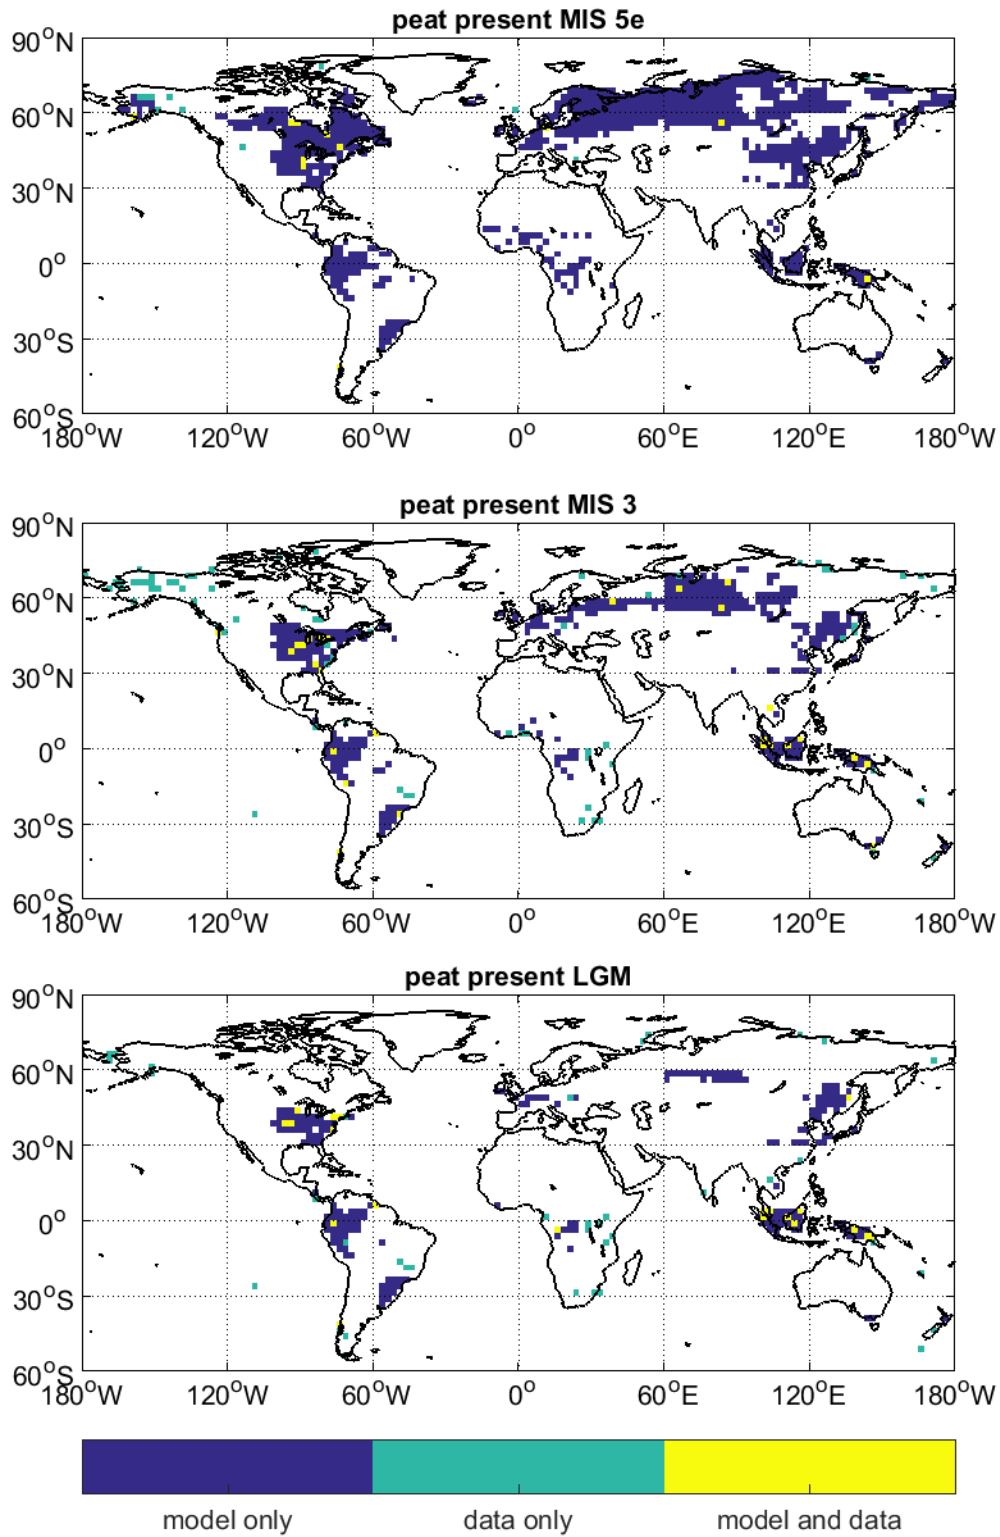 peat present MIS 5e
90°N
60°N
30°N
0°
30°S
60°S
180°W 120°W 60°W 0° 60°E 120°E 180°W
peat present MIS 3
90°N
60°N
30°N
0°
30°S
60°S
180°W 120°W 60°W 0° 60°E 120°E 180°W
peat present LGM
90°N
60°N
30°N
0°
30°S
60°S
180°W 120°W 60°W 0° 60°E 120°E 180°W
model only data only model and data